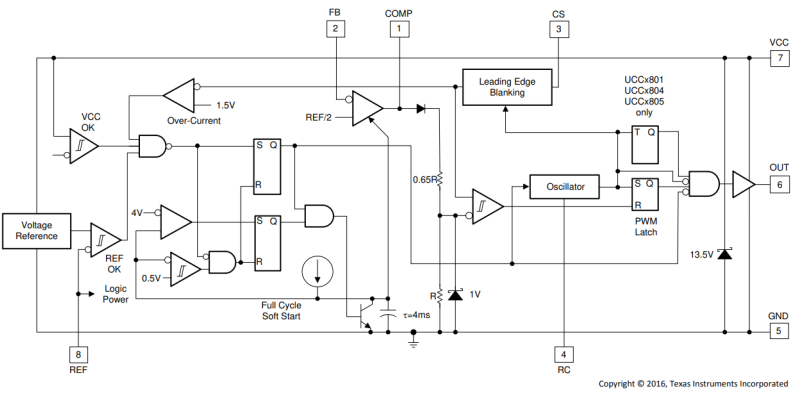 FB
COMP
CS
2
1
3
VCC
7
Leading Edge
Blanking
UCCx801
UCCx804
UCCx805
only
1.5V
Over-Current
REF/2
VCC
OK
T Q
S Q
R
0.65R
Oscillator
S Q
R
PWM
Latch
OUT
6
4V
S Q
R
Voltage
Reference
REF
OK
0.5V
13.5V
Logic
Power
Full Cycle
Soft Start
R
1V
τ=4ms
GND
5
8
REF
4
RC
Copyright © 2016, Texas Instruments Incorporated